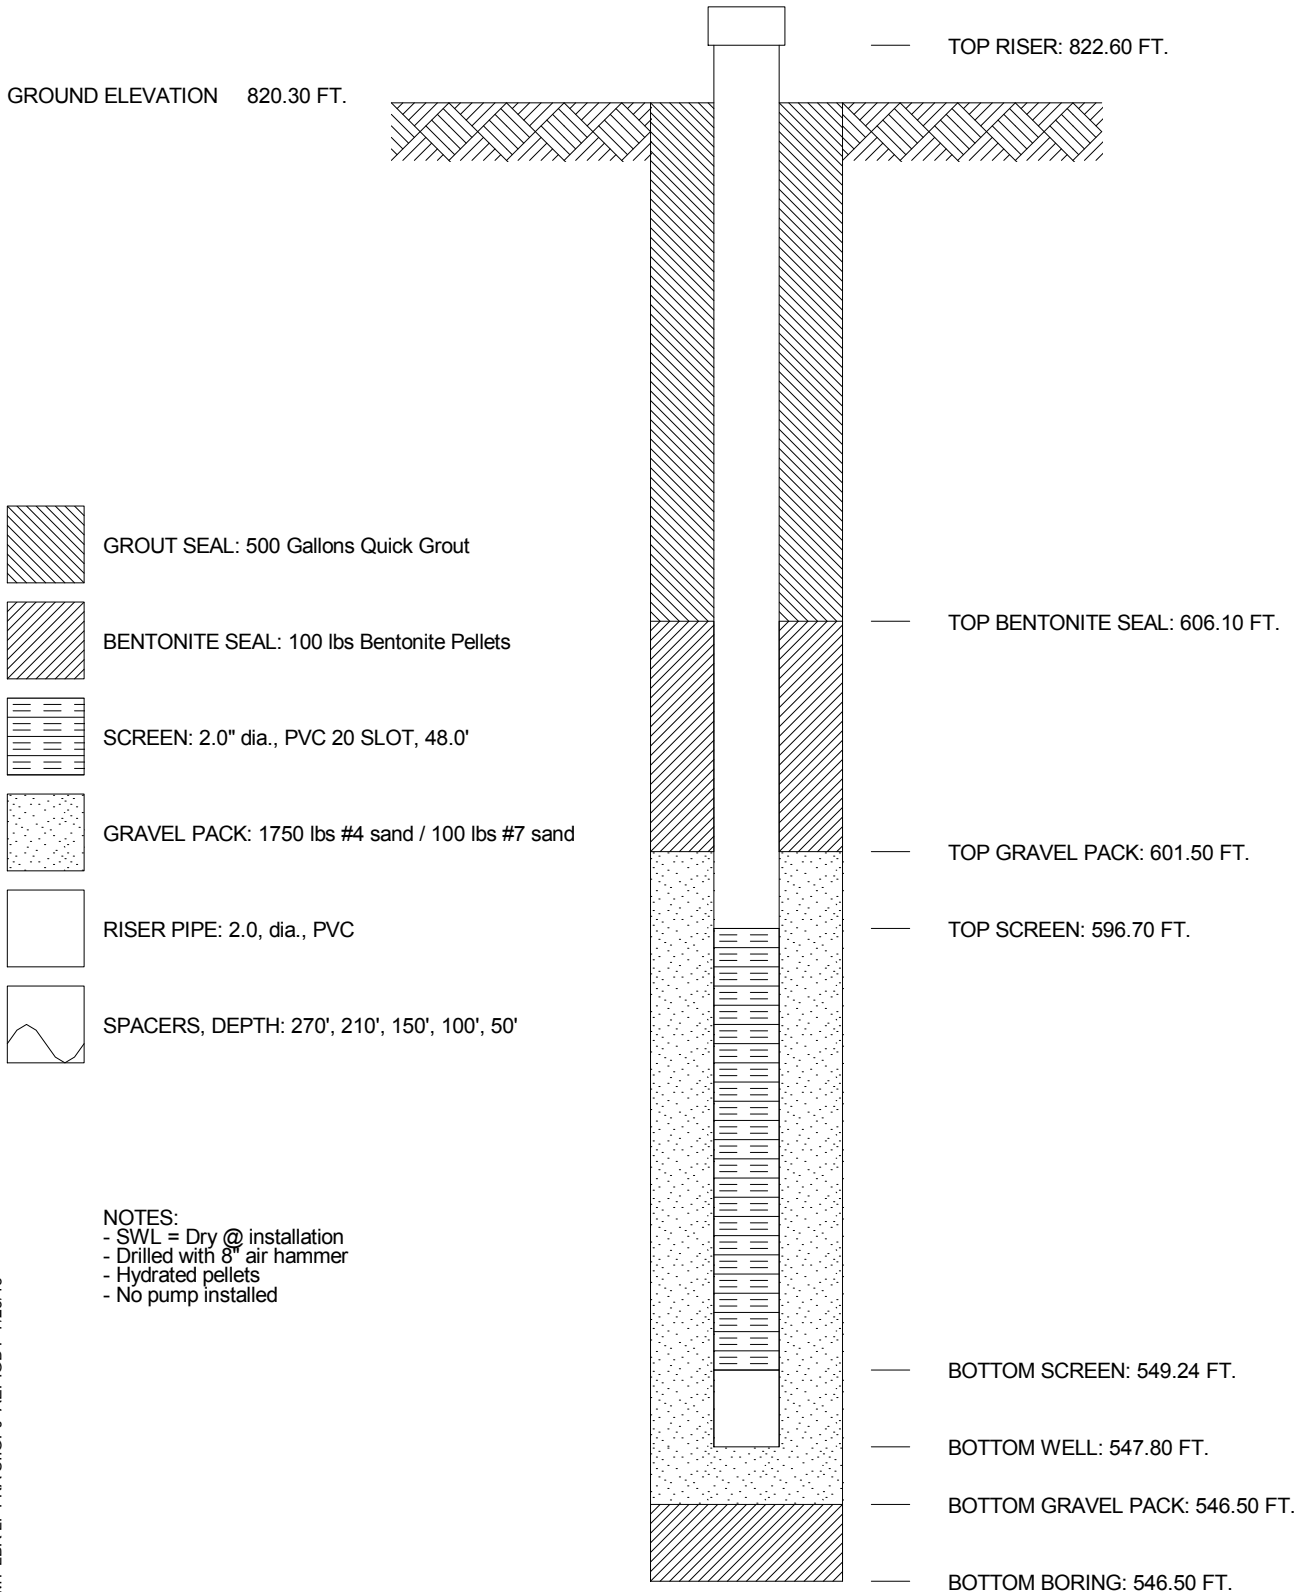 TOP RISER: 822.60 FT.
GROUND ELEVATION 820.30 FT.
GROUT SEAL: 500 Gallons Quick Grout
TOP BENTONITE SEAL: 606.10 FT.
BENTONITE SEAL: 100 lbs Bentonite Pellets
SCREEN: 2.0" dia., PVC 20 SLOT, 48.0'
GRAVEL PACK: 1750 lbs #4 sand / 100 lbs #7 sand
TOP GRAVEL PACK: 601.50 FT.
RISER PIPE: 2.0, dia., PVC
TOP SCREEN: 596.70 FT.
SPACERS, DEPTH: 270', 210', 150', 100', 50'
NOTES:
- SWL = Dry @ installation
- Drilled with 8" air hammer
- Hydrated pellets
- No pump installed
BOTTOM SCREEN: 549.24 FT.
BOTTOM WELL: 547.80 FT.
BOTTOM GRAVEL PACK: 546.50 FT.
BOTTOM BORING: 546.50 FT.